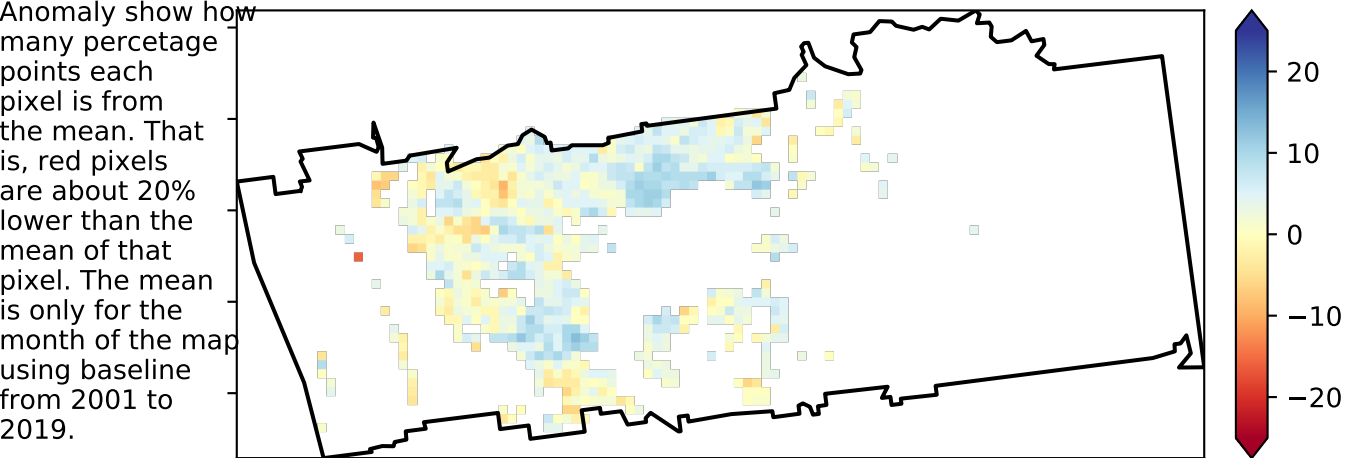 Anomaly show how
many percetage
points each
pixel is from
the mean. That
is, red pixels
are about 20%
lower than the
mean of that
pixel. The mean
is only for the
month of the map
using baseline
from 2001 to
2019.
20
10
0
−10
−20